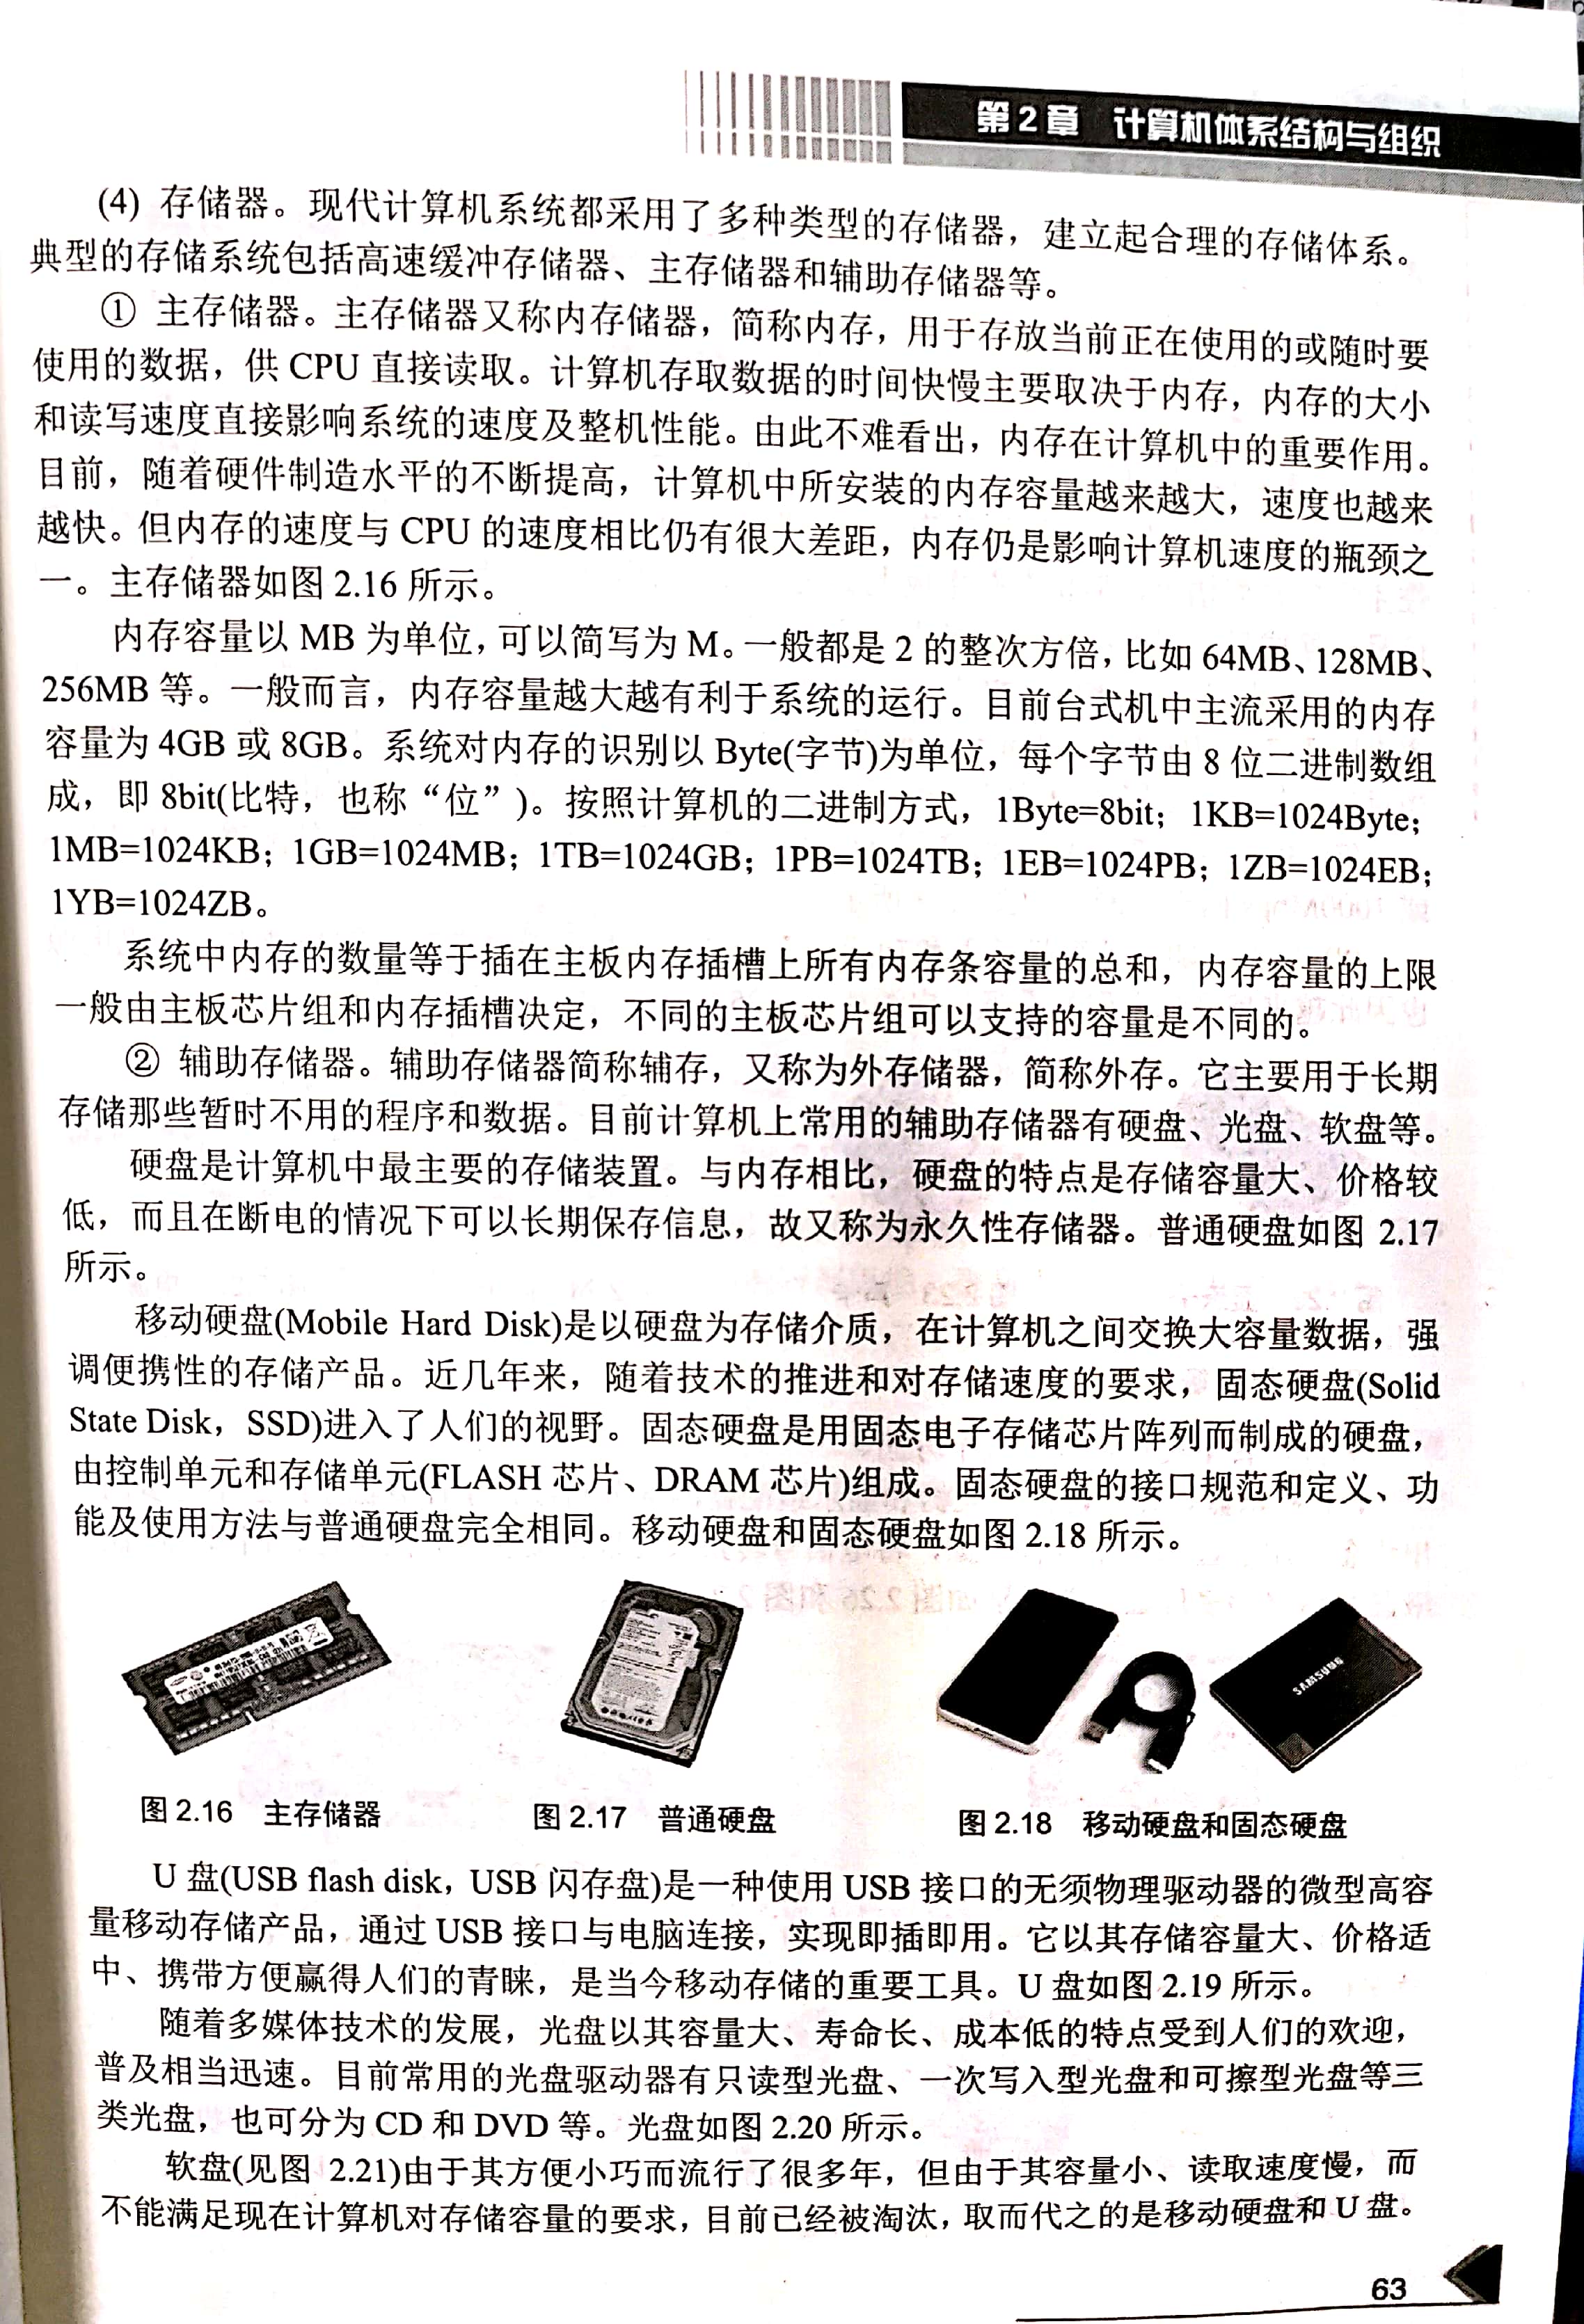 第2章 计算机体系结构与组织
(4) 存储器。现代计算机系统都采用了多种类型的存储器，建立起合理的存储体系。
典型的存储系统包括高速缓冲存储器、主存储器和辅助存储器等。
① 主存储器。主存储器又称内存储器，简称内存，用于存放当前正在使用的或随时要
使用的数据，供 CPU 直接读取。计算机存取数据的时间快慢主要取决于内存，内存的大小
和读写速度直接影响系统的速度及整机性能。由此不难看出，内存在计算机中的重要作用。
目前，随着硬件制造水平的不断提高，计算机中所安装的内存容量越来越大，速度也越来
越快。但内存的速度与 CPU 的速度相比仍有很大差距，内存仍是影响计算机速度的瓶颈之
一。主存储器如图 2.16 所示。
内存容量以 MB 为单位，可以简写为 M。一般都是 2 的整次方倍，比如 64MB、128MB、
256MB 等。一般而言，内存容量越大越有利于系统的运行。目前台式机中主流采用的内存
容量为 4GB 或 8GB。系统对内存的识别以 Byte(字节)为单位，每个字节由 8 位二进制数组
成，即 8bit(比特，也称“位”)。按照计算机的二进制方式，1Byte=8bit；1KB=1024Byte；
1MB=1024KB；1GB=1024MB；1TB=1024GB；1PB=1024TB；1EB=1024PB；1ZB=1024EB；
1YB=1024ZB。
系统中内存的数量等于插在主板内存插槽上所有内存条容量的总和，内存容量的上限
一般由主板芯片组和内存插槽决定，不同的主板芯片组可以支持的容量是不同的。
② 辅助存储器。辅助存储器简称辅存，又称为外存储器，简称外存。它主要用于长期
存储那些暂时不用的程序和数据。目前计算机上常用的辅助存储器有硬盘、光盘、软盘等。
硬盘是计算机中最主要的存储装置。与内存相比，硬盘的特点是存储容量大、价格较
低，而且在断电的情况下可以长期保存信息，故又称为永久性存储器。普通硬盘如图 2.17
所示。
移动硬盘(Mobile Hard Disk)是以硬盘为存储介质，在计算机之间交换大容量数据，强
调便携性的存储产品。近几年来，随着技术的推进和对存储速度的要求，固态硬盘(Solid
State Disk，SSD)进入了人们的视野。固态硬盘是用固态电子存储芯片阵列而制成的硬盘，
由控制单元和存储单元(FLASH 芯片、DRAM 芯片)组成。固态硬盘的接口规范和定义、功
能及使用方法与普通硬盘完全相同。移动硬盘和固态硬盘如图 2.18 所示。
SAMSUNG
图 2.16 主存储器
图 2.17 普通硬盘
图 2.18 移动硬盘和固态硬盘
U 盘(USB flash disk，USB 闪存盘)是一种使用 USB 接口的无须物理驱动器的微型高容
量移动存储产品，通过 USB 接口与电脑连接，实现即插即用。它以其存储容量大、价格适
中、携带方便赢得人们的青睐，是当今移动存储的重要工具。U 盘如图 2.19 所示。
随着多媒体技术的发展，光盘以其容量大、寿命长、成本低的特点受到人们的欢迎，
普及相当迅速。目前常用的光盘驱动器有只读型光盘、一次写入型光盘和可擦型光盘等三
类光盘，也可分为 CD 和 DVD 等。光盘如图 2.20 所示。
软盘(见图 2.21)由于其方便小巧而流行了很多年，但由于其容量小、读取速度慢，而
不能满足现在计算机对存储容量的要求，目前已经被淘汰，取而代之的是移动硬盘和 U 盘。
63